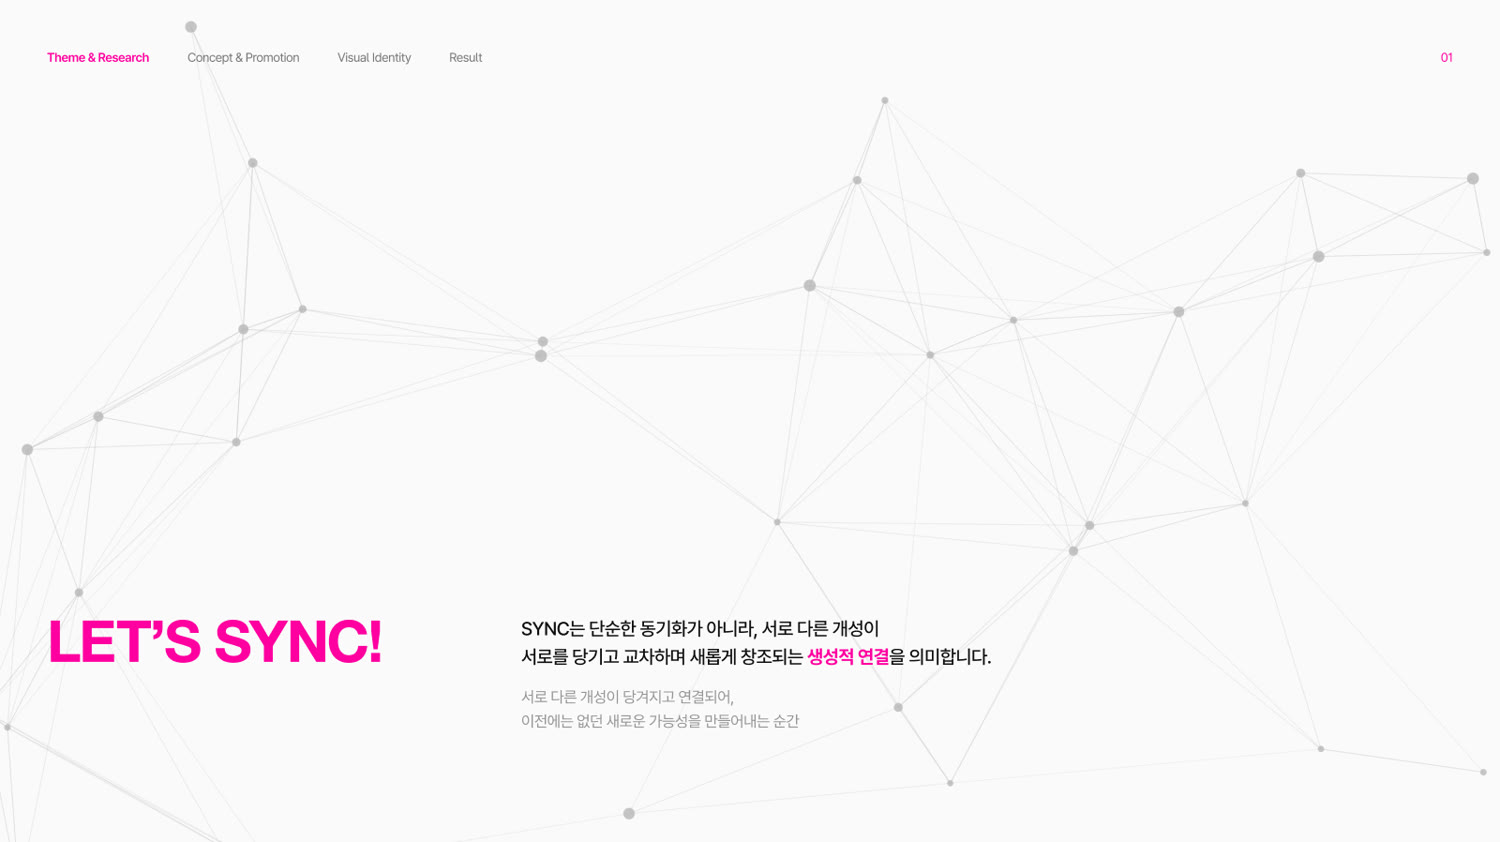 Theme & Research Concept & Promotion Visual Identity Result 01
LET’S SYNC!
SYNC는 단순한 동기화가 아니라, 서로 다른 개성이
서로를 당기고 교차하며 새롭게 창조되는 생성적 연결을 의미합니다.
서로 다른 개성이 당겨지고 연결되어,
이전에는 없던 새로운 가능성을 만들어내는 순간